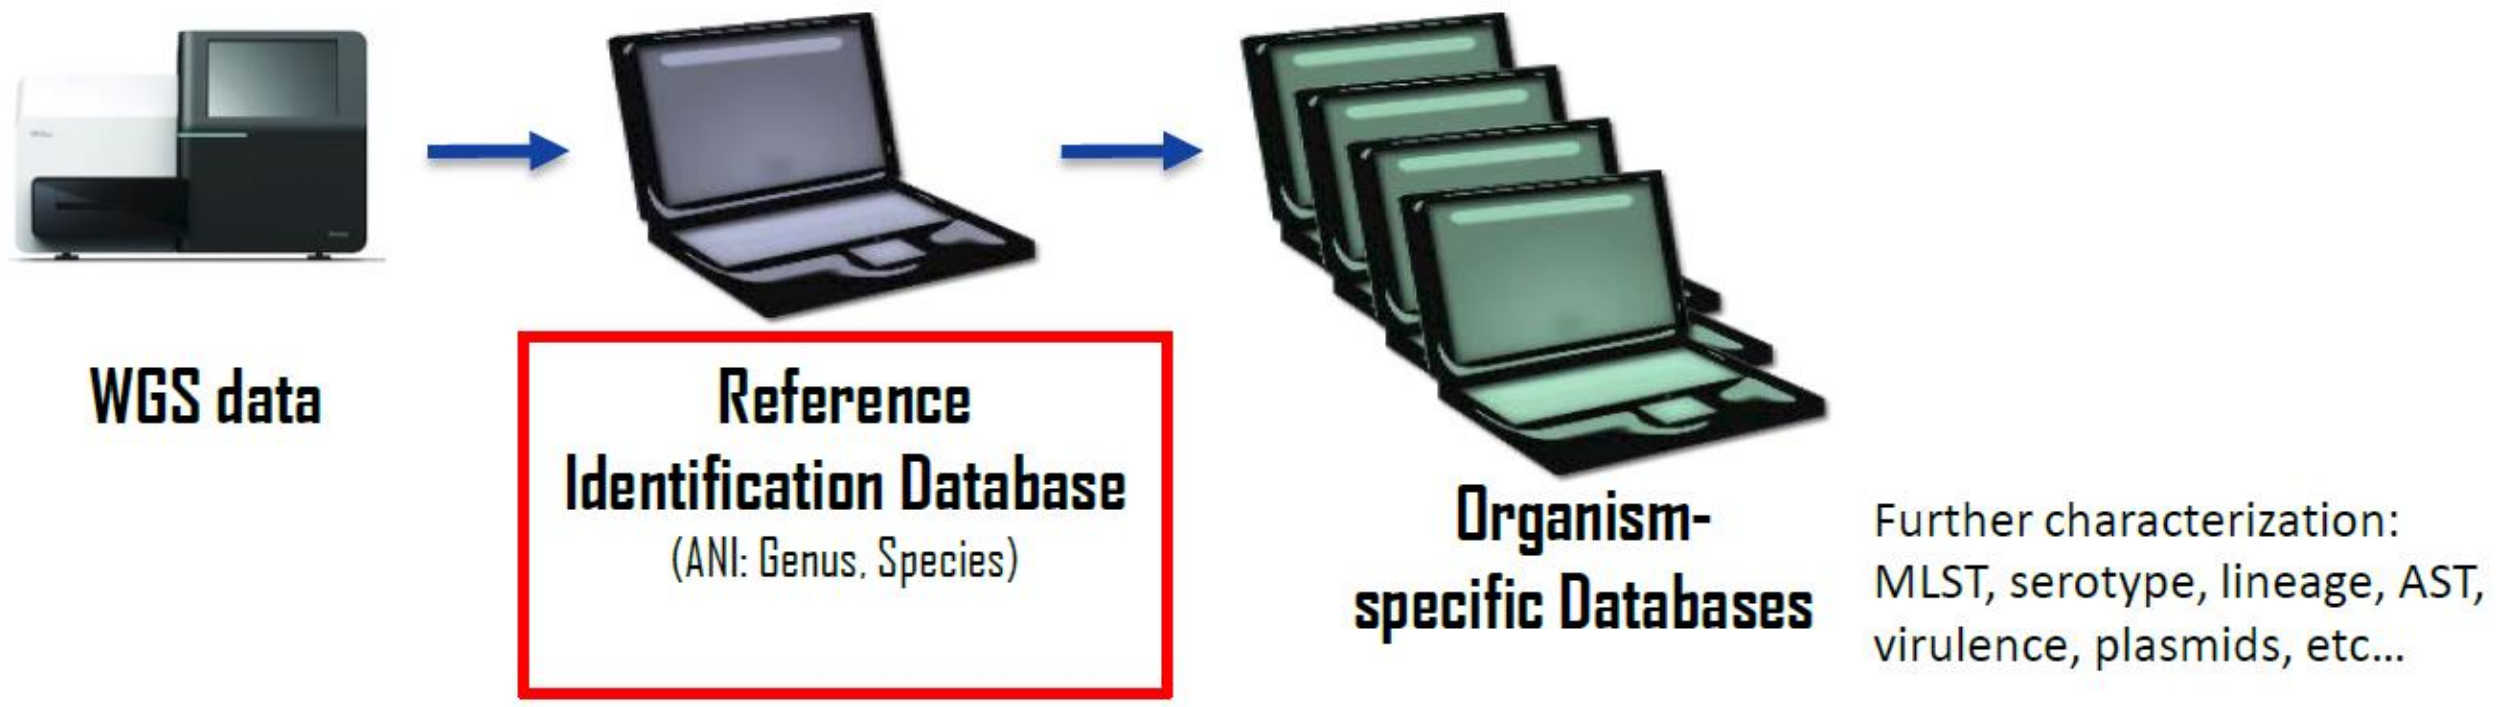 WGS data
Reference
Identification Database
(ANI: Genus, Species)
Organism-
specific Databases
Further characterization:
MLST, serotype, lineage, AST,
virulence, plasmids, etc...